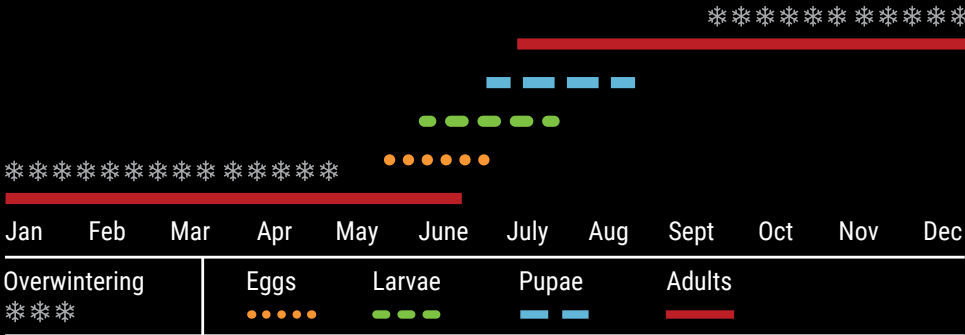 Jan Feb Mar Apr May June July Aug Sept Oct Nov Dec
Overwintering Eggs Larvae Pupae Adults